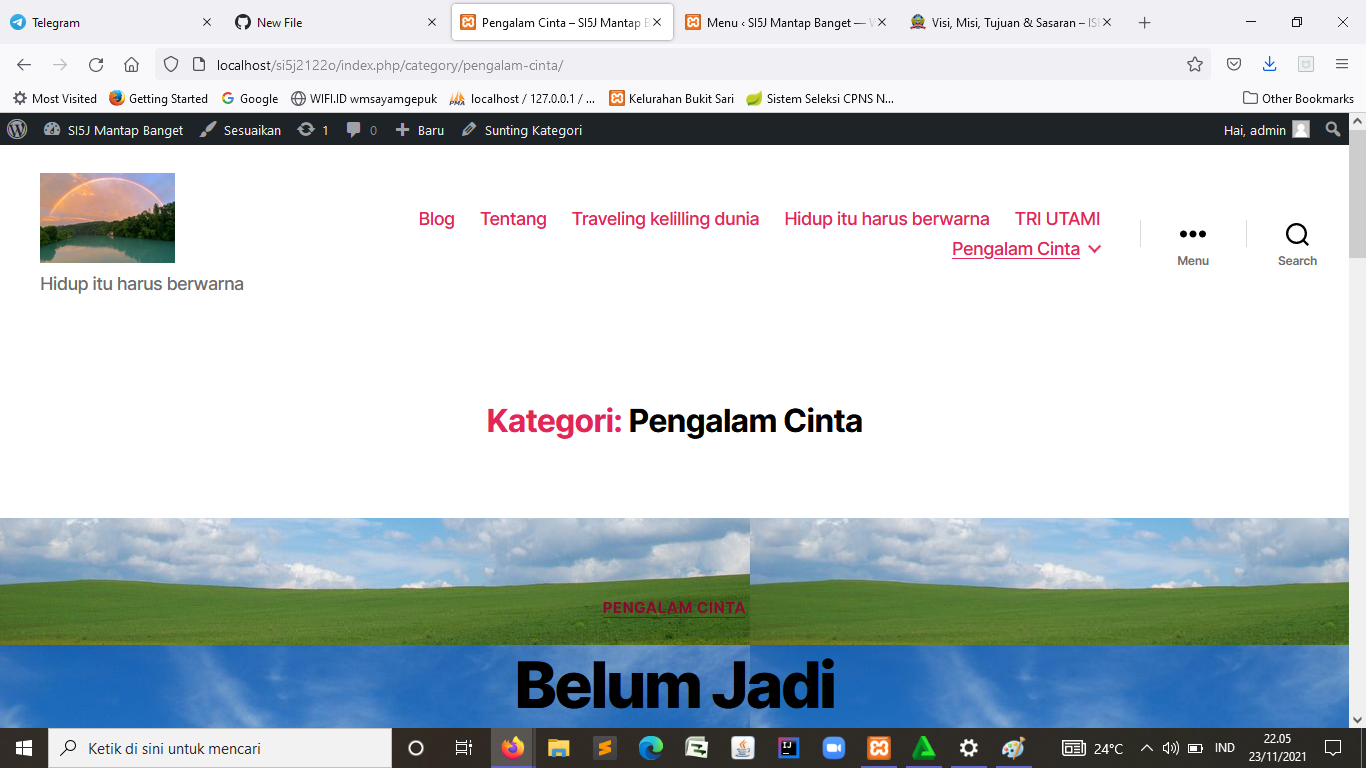 Telegram
New File
Pengalam Cinta – SI5J Mantap B
Menu ‹ SI5J Mantap Banget — W
Visi, Misi, Tujuan & Sasaran – ISI
localhost/si5j2122o/index.php/category/pengalam-cinta/
Most Visited
Getting Started
Google
WIFI.ID wmsayamgepuk
localhost / 127.0.0.1 / ...
Kelurahan Bukit Sari
Sistem Seleksi CPNS N...
Other Bookmarks
SI5J Mantap Banget
Sesuaikan
1
0
Baru
Sunting Kategori
Hai, admin
Blog
Tentang
Traveling kelilling dunia
Hidup itu harus berwarna
TRI UTAMI
Pengalam Cinta
Menu
Search
Hidup itu harus berwarna
Kategori: Pengalam Cinta
PENGALAM CINTA
Belum Jadi
Ketik di sini untuk mencari
24°C
IND
22.05
23/11/2021